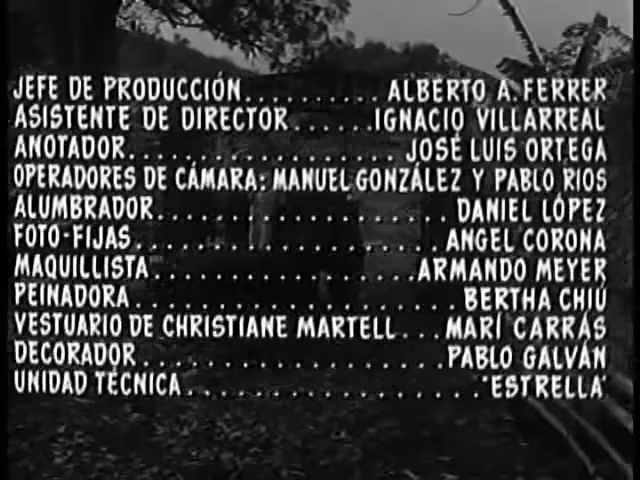 JEFE DE PRODUCCIÓN.......... ALBERTO A. FERRER
ASISTENTE DE DIRECTOR......IGNACIO VILLARREAL
ANOTADOR.................. JOSÉ LUIS ORTEGA
OPERADORES DE CÁMARA: MANUEL GONZÁLEZ Y PABLO RIOS
ALUMBRADOR.................... DANIEL LÓPEZ
FOTO-FIJAS..................... ANGEL CORONA
MAQUILLISTA..................ARMANDO MEYER
PEINADORA...................... BERTHA CHIÚ
VESTUARIO DE CHRISTIANE MARTELL... MARÍ CARRÁS
DECORADOR.....................PABLO GALVÁN
UNIDAD TÉCNICA...................."ESTRELLA"